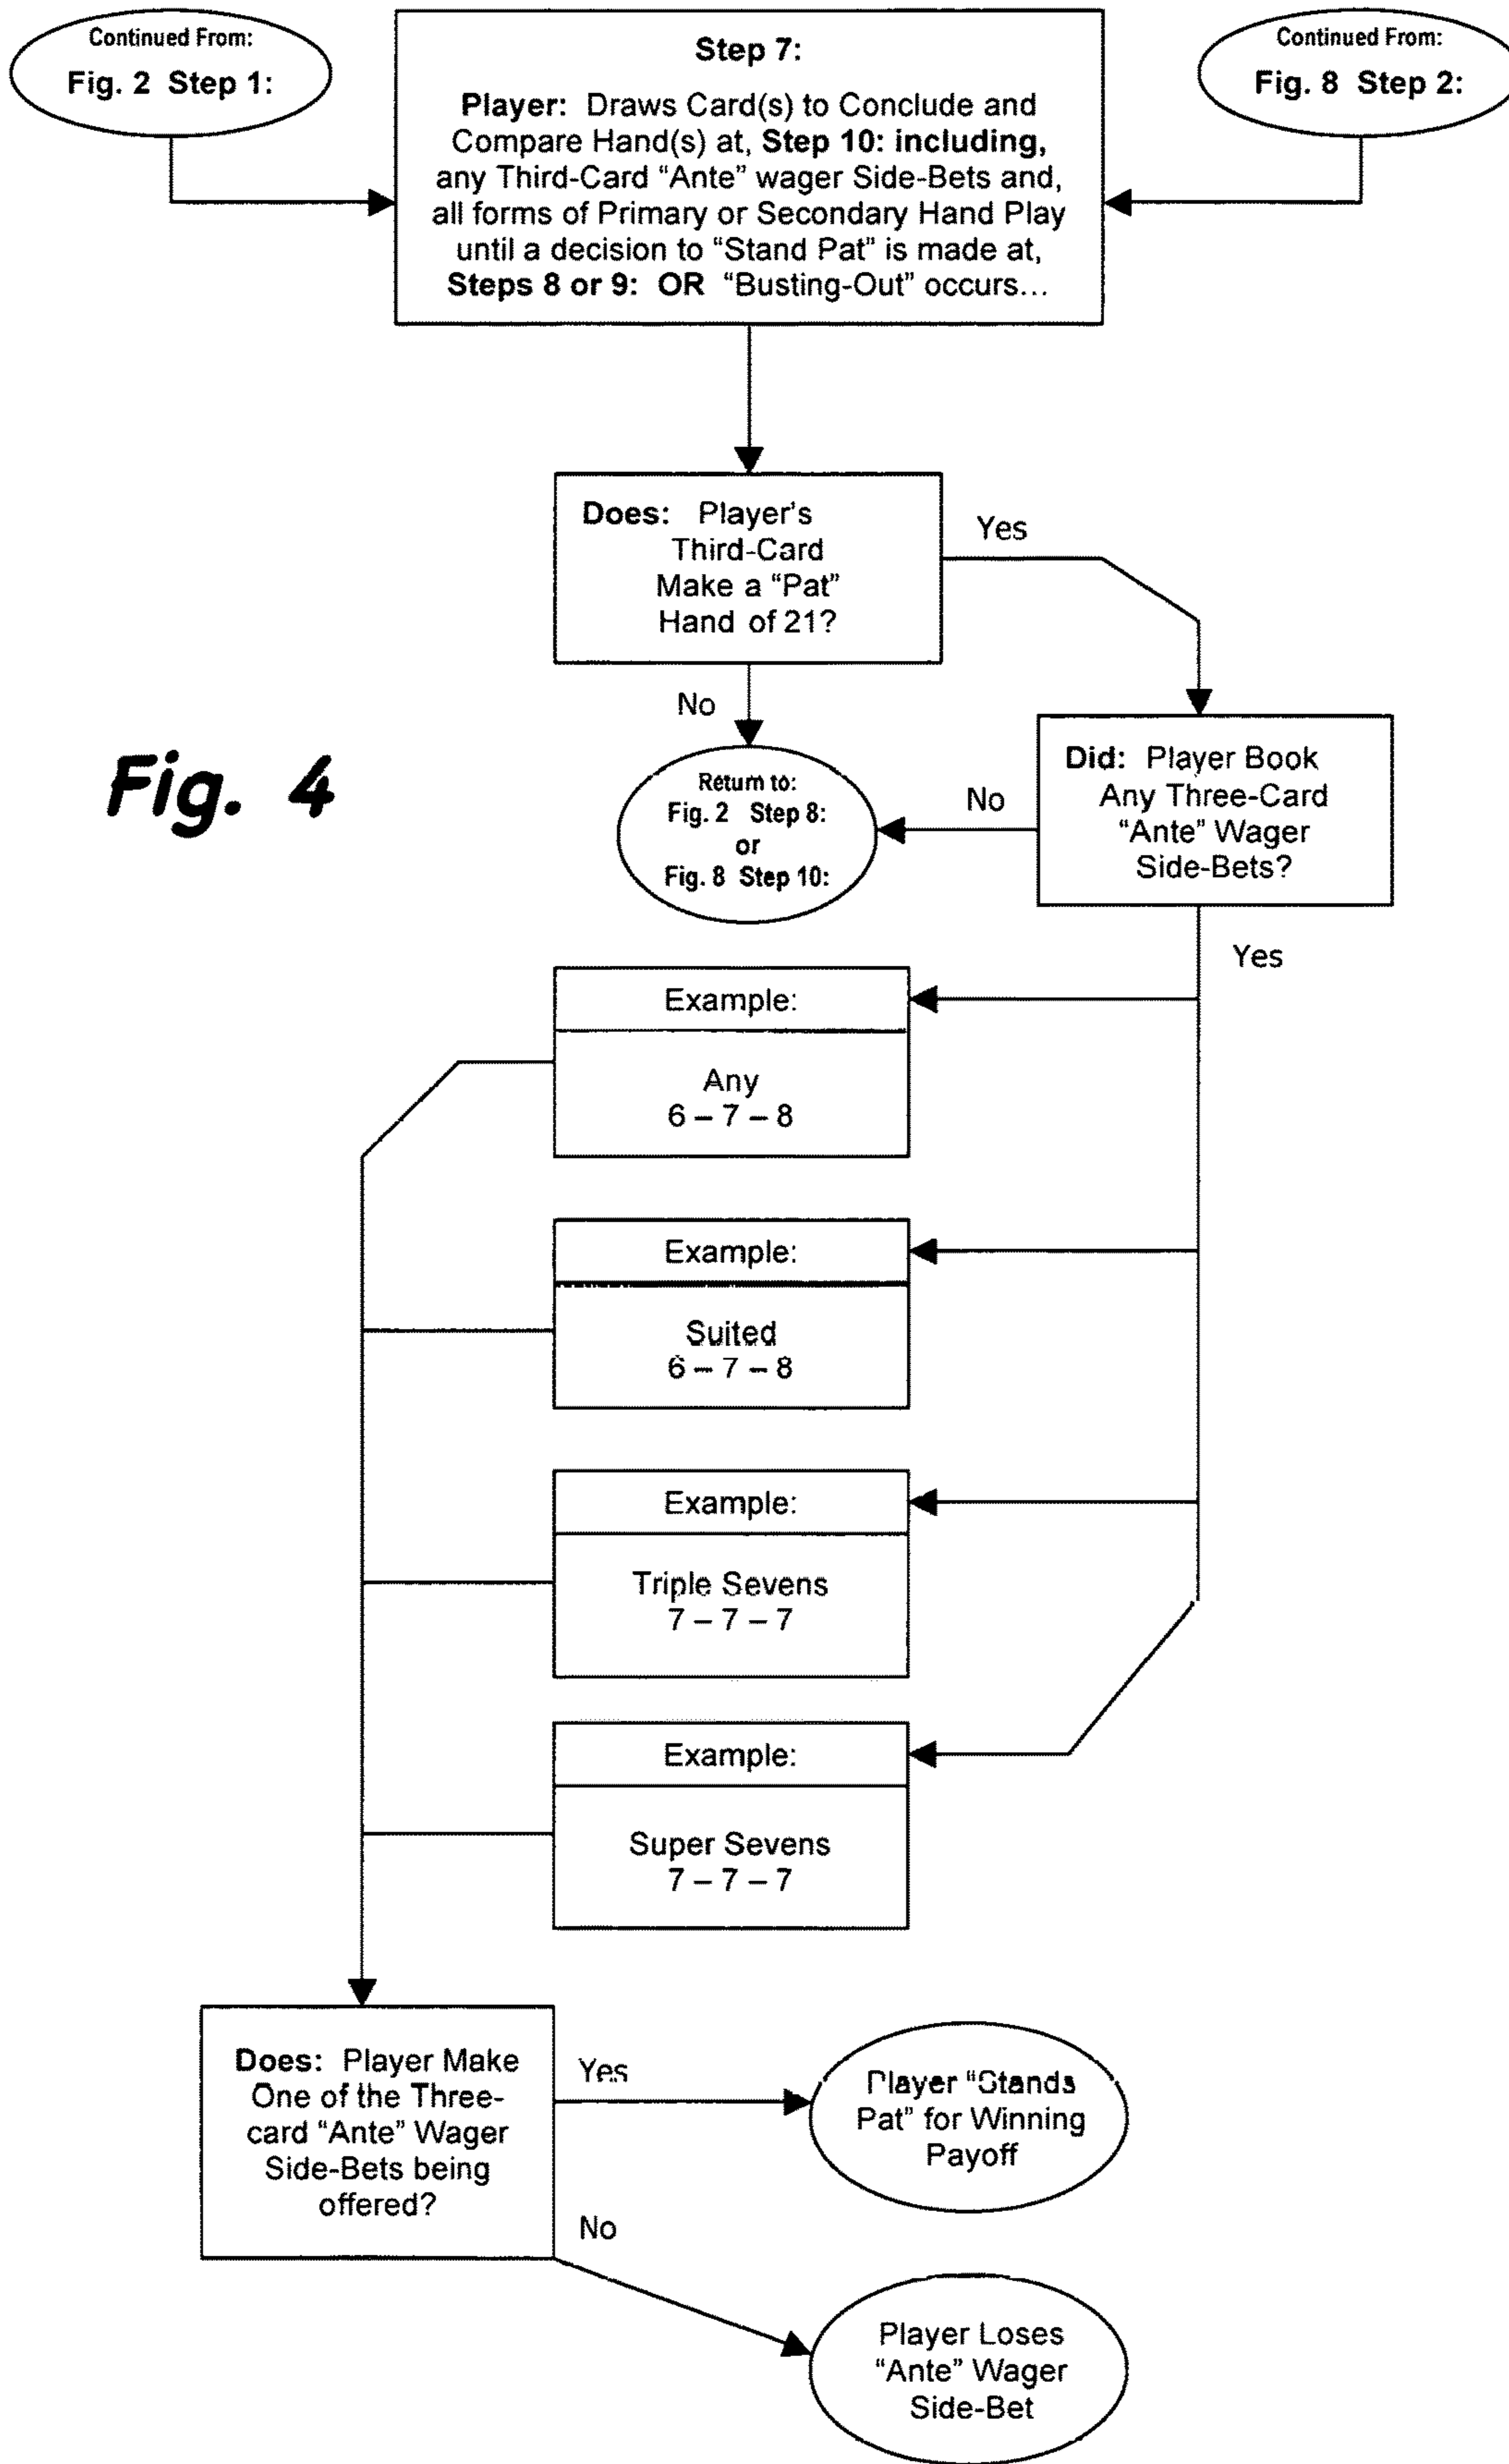 Continued From:
Fig. 2 Step 1:
Step 7:
Player: Draws Card(s) to Conclude and
Compare Hand(s) at, Step 10: including,
any Third-Card “Ante” wager Side-Bets and,
all forms of Primary or Secondary Hand Play
until a decision to “Stand Pat” is made at,
Steps 8 or 9: OR “Busting-Out” occurs...
Continued From:
Fig. 8 Step 2:
Does: Player's
Third-Card
Make a “Pat”
Hand of 21?
Yes
No
Fig. 4
Return to:
Fig. 2 Step 8:
or
Fig. 8 Step 10:
No
Did: Player Book
Any Three-Card
“Ante” Wager
Side-Bets?
Yes
Example:
Any
6 – 7 – 8
Example:
Suited
6 – 7 – 8
Example:
Triple Sevens
7 – 7 – 7
Example:
Super Sevens
7 – 7 – 7
Does: Player Make
One of the Three-
card “Ante” Wager
Side-Bets being
offered?
Yes
Player “Stands
Pat” for Winning
Payoff
No
Player Loses
“Ante” Wager
Side-Bet